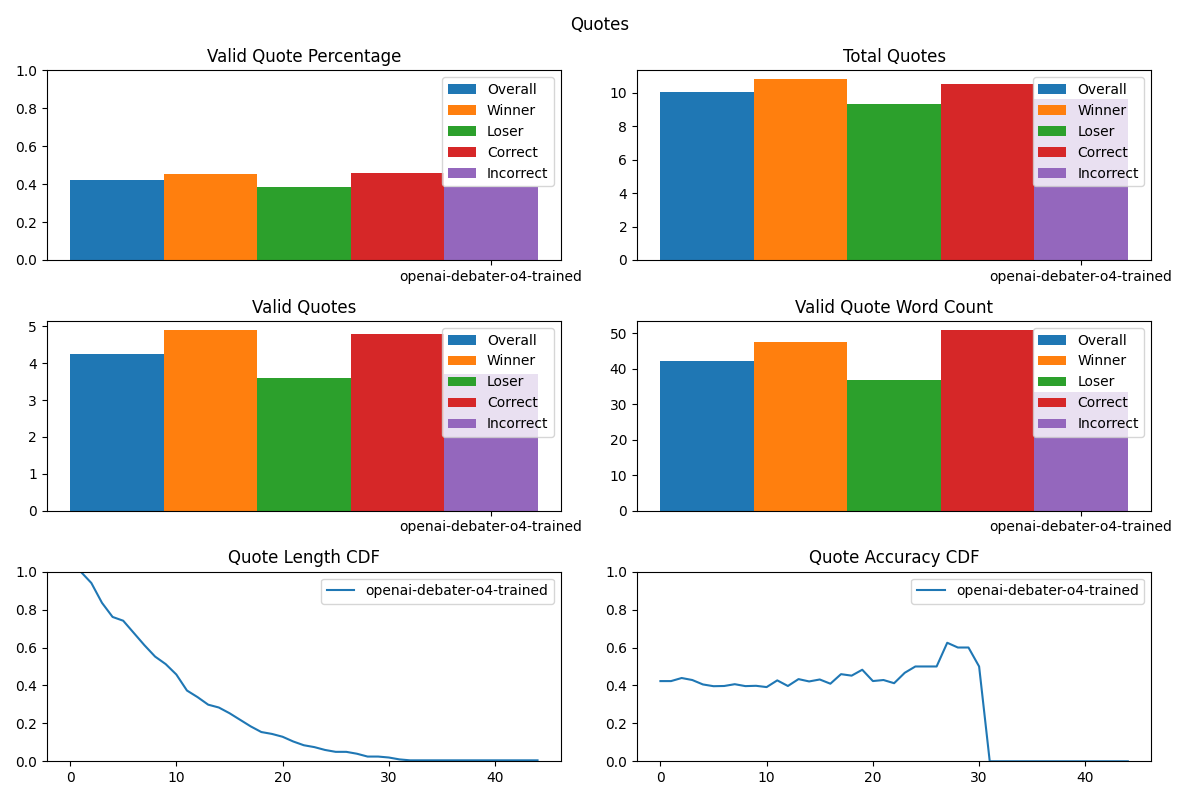 Quotes
Valid Quote Percentage
1.0
0.8
0.6
0.4
0.2
0.0
Overall
Winner
Loser
Correct
Incorrect
openai-debater-o4-trained
Total Quotes
10
8
6
4
2
0
Overall
Winner
Loser
Correct
Incorrect
openai-debater-o4-trained
Valid Quotes
5
4
3
2
1
0
Overall
Winner
Loser
Correct
Incorrect
openai-debater-o4-trained
Valid Quote Word Count
50
40
30
20
10
0
Overall
Winner
Loser
Correct
Incorrect
openai-debater-o4-trained
Quote Length CDF
1.0
0.8
0.6
0.4
0.2
0.0
openai-debater-o4-trained
0 10 20 30 40
Quote Accuracy CDF
1.0
0.8
0.6
0.4
0.2
0.0
openai-debater-o4-trained
0 10 20 30 40